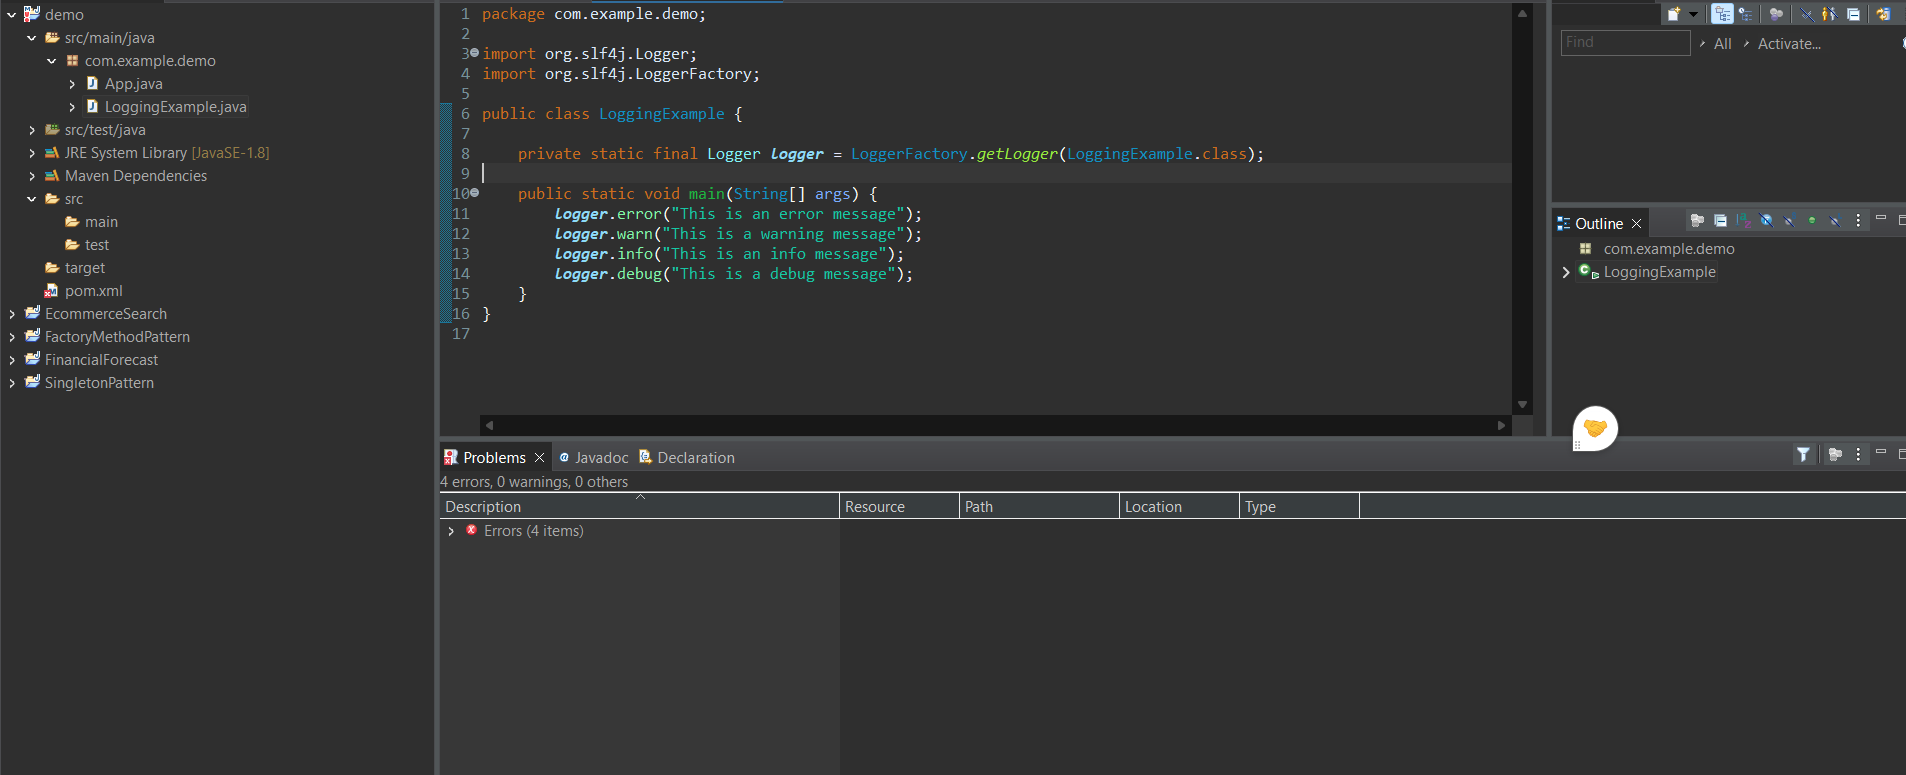 demo
src/main/java
com.example.demo
App.java
LoggingExample.java
src/test/java
JRE System Library [JavaSE-1.8]
Maven Dependencies
src
main
test
target
pom.xml
EcommerceSearch
FactoryMethodPattern
FinancialForecast
SingletonPattern
1 package com.example.demo;
2
3 import org.slf4j.Logger;
4 import org.slf4j.LoggerFactory;
5
6 public class LoggingExample {
7
8     private static final Logger logger = LoggerFactory.getLogger(LoggingExample.class);
9
10     public static void main(String[] args) {
11         logger.error("This is an error message");
12         logger.warn("This is a warning message");
13         logger.info("This is an info message");
14         logger.debug("This is a debug message");
15     }
16 }
17
Find
All
Activate...
Outline
com.example.demo
LoggingExample
Problems
Javadoc
Declaration
4 errors, 0 warnings, 0 others
Description Resource Path Location Type
Errors (4 items)